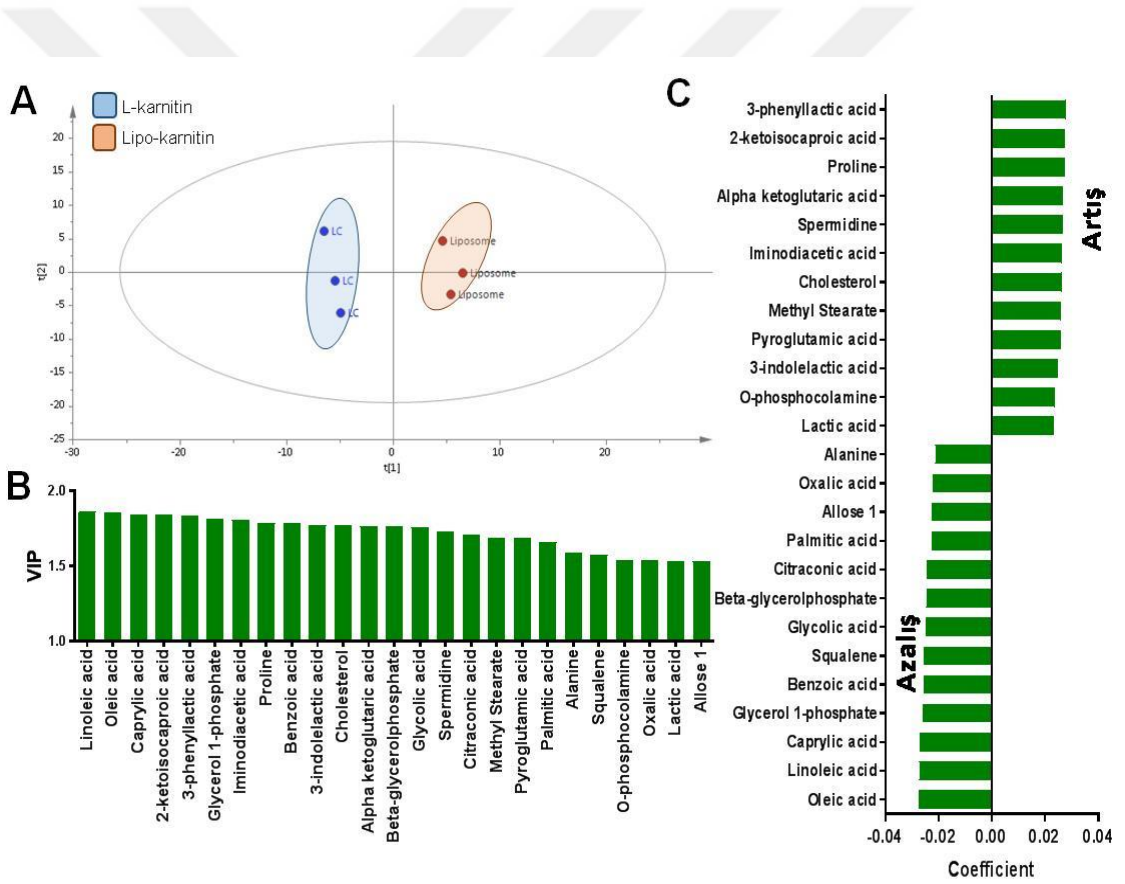 A
L-karnitin
Lipo-karnitin
20
15
10
5
0
-5
-10
-15
-20
-25
t[2]
-30
-20
-10
0
10
20
t[1]
LC
LC
LC
Liposome
Liposome
Liposome
B
VIP
2.0
1.5
1.0
Linoleic acid
Oleic acid
Caprylic acid
2-ketoisocaproic acid
3-phenyllactic acid
Glycerol 1-phosphate
Iminodiacetic acid
Proline
Benzoic acid
3-indolelactic acid
Cholesterol
Alpha ketoglutaric acid
Beta-glycerolphosphate
Glycolic acid
Spermidine
Citraconic acid
Methyl Stearate
Pyroglutamic acid
Palmitic acid
Alanine
Squalene
O-phosphocolamine
Oxalic acid
Lactic acid
Allose 1
C
3-phenyllactic acid
2-ketoisocaproic acid
Proline
Alpha ketoglutaric acid
Spermidine
Iminodiacetic acid
Cholesterol
Methyl Stearate
Pyroglutamic acid
3-indolelactic acid
O-phosphocolamine
Lactic acid
Alanine
Oxalic acid
Allose 1
Palmitic acid
Citraconic acid
Beta-glycerolphosphate
Glycolic acid
Squalene
Benzoic acid
Glycerol 1-phosphate
Caprylic acid
Linoleic acid
Oleic acid
Artış
Azalış
-0.04
-0.02
0.00
0.02
0.04
Coefficient